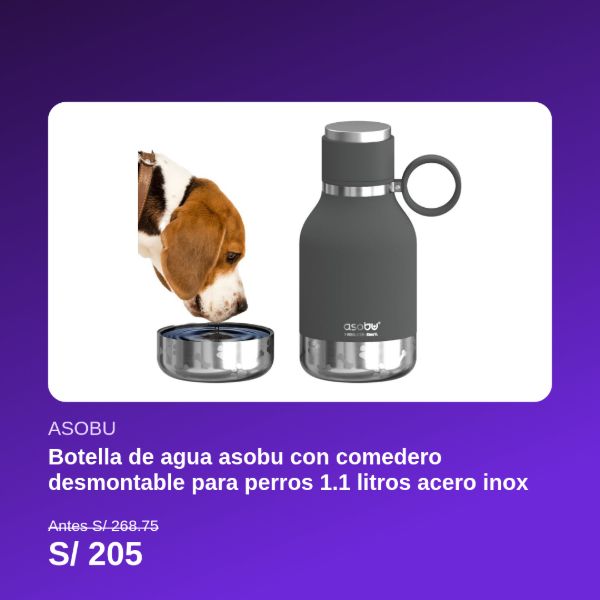 asobu
ASOBU
Botella de agua asobu con comedero
desmontable para perros 1.1 litros acero inox
Antes S/ 268.75
S/ 205